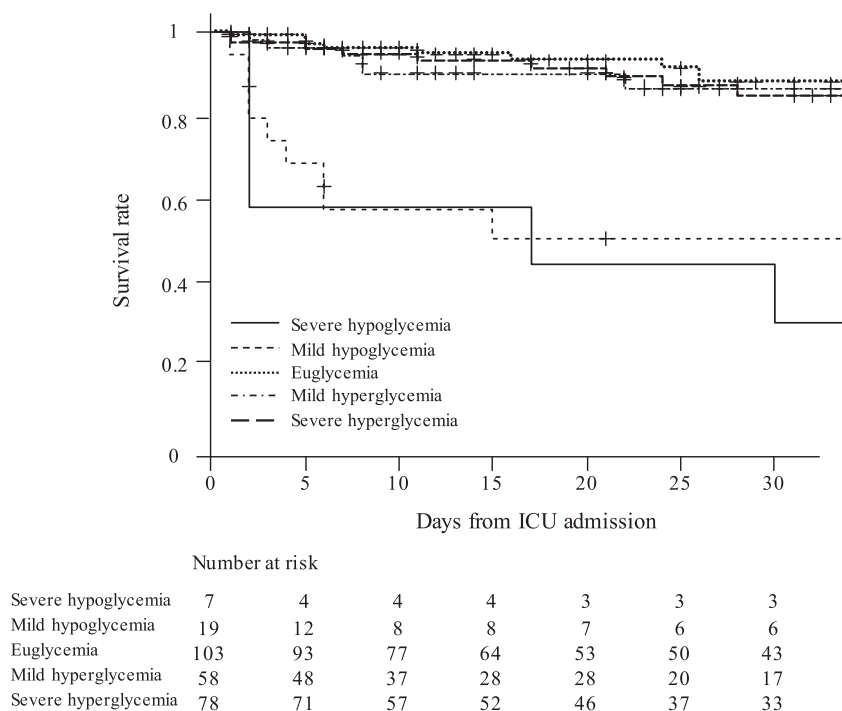 1
0.8
0.6
0.4
0.2
0
Survival rate
Severe hypoglycemia
Mild hypoglycemia
Euglycemia
Mild hyperglycemia
Severe hyperglycemia
0 5 10 15 20 25 30
Days from ICU admission
Number at risk
Severe hypoglycemia 7 4 4 4 3 3 3
Mild hypoglycemia 19 12 8 8 7 6 6
Euglycemia 103 93 77 64 53 50 43
Mild hyperglycemia 58 48 37 28 28 20 17
Severe hyperglycemia 78 71 57 52 46 37 33